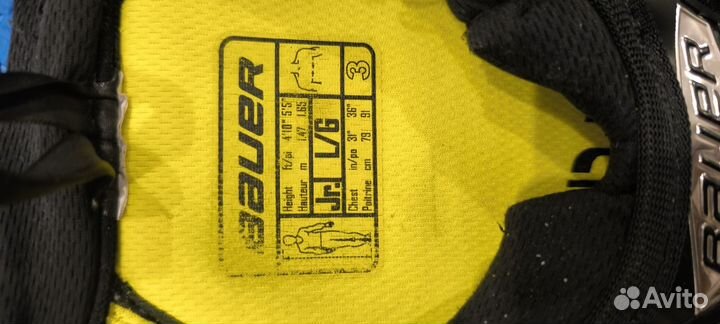 BAUER
Height ft/pi 4'10" 5'5"
Hauteur m 1.47 1.65
Jr. L/G
Chest in/po 31" 36"
Poitrine cm 79 91
3
BAUER
Avito